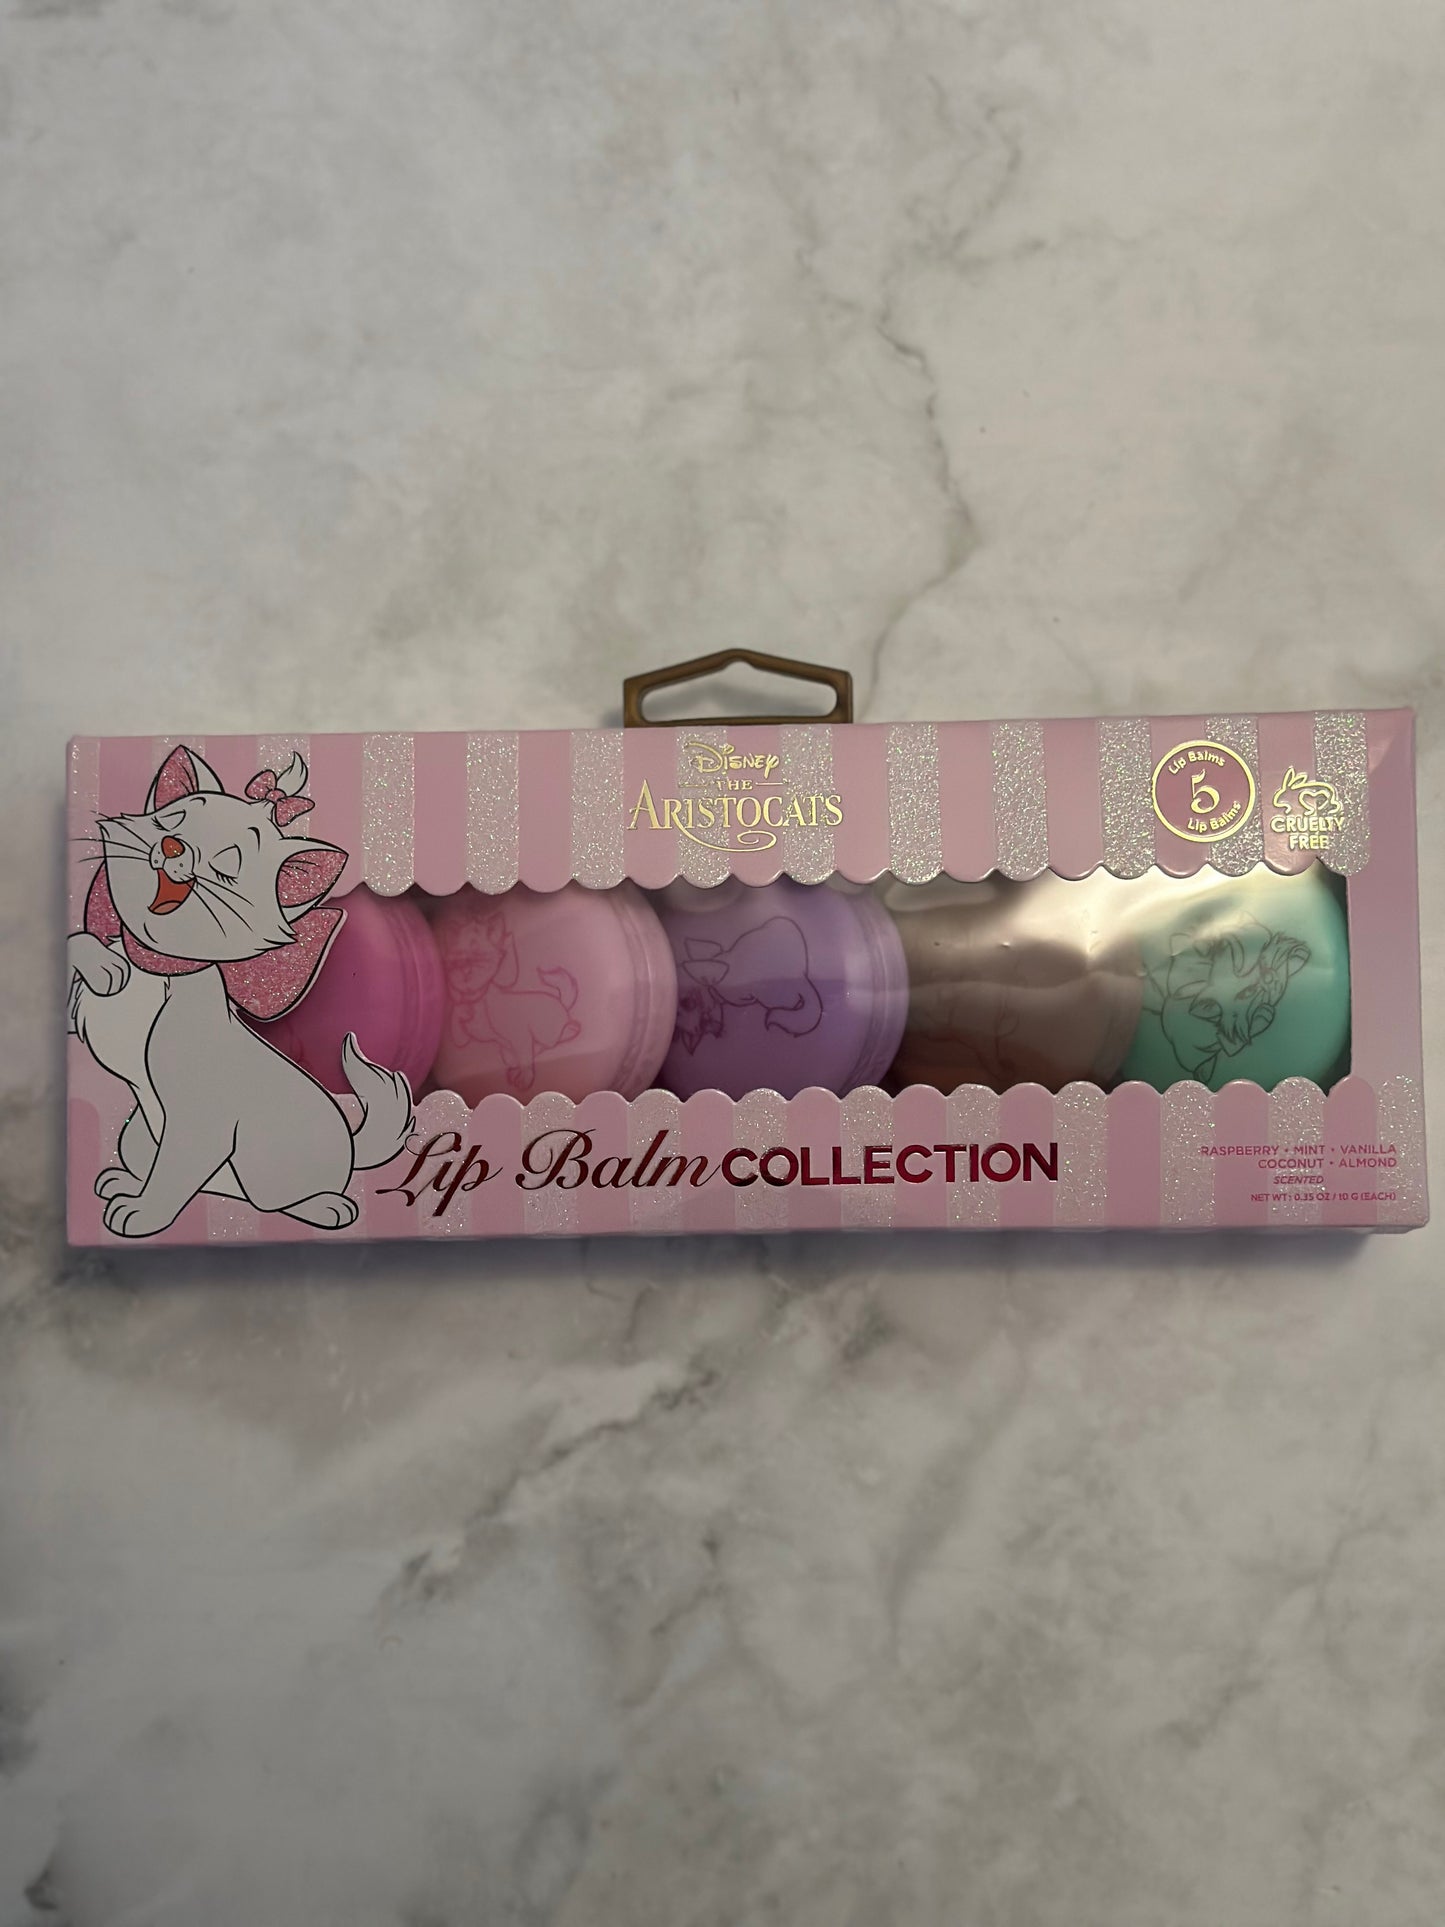 Disney
THE
ARISTOCATS
Lip Balms
5
Lip Balms
CRUELTY
FREE
Lip Balm COLLECTION
RASPBERRY • MINT • VANILLA
COCONUT • ALMOND
SCENTED
NET WT: 0.35 OZ / 10 G (EACH)